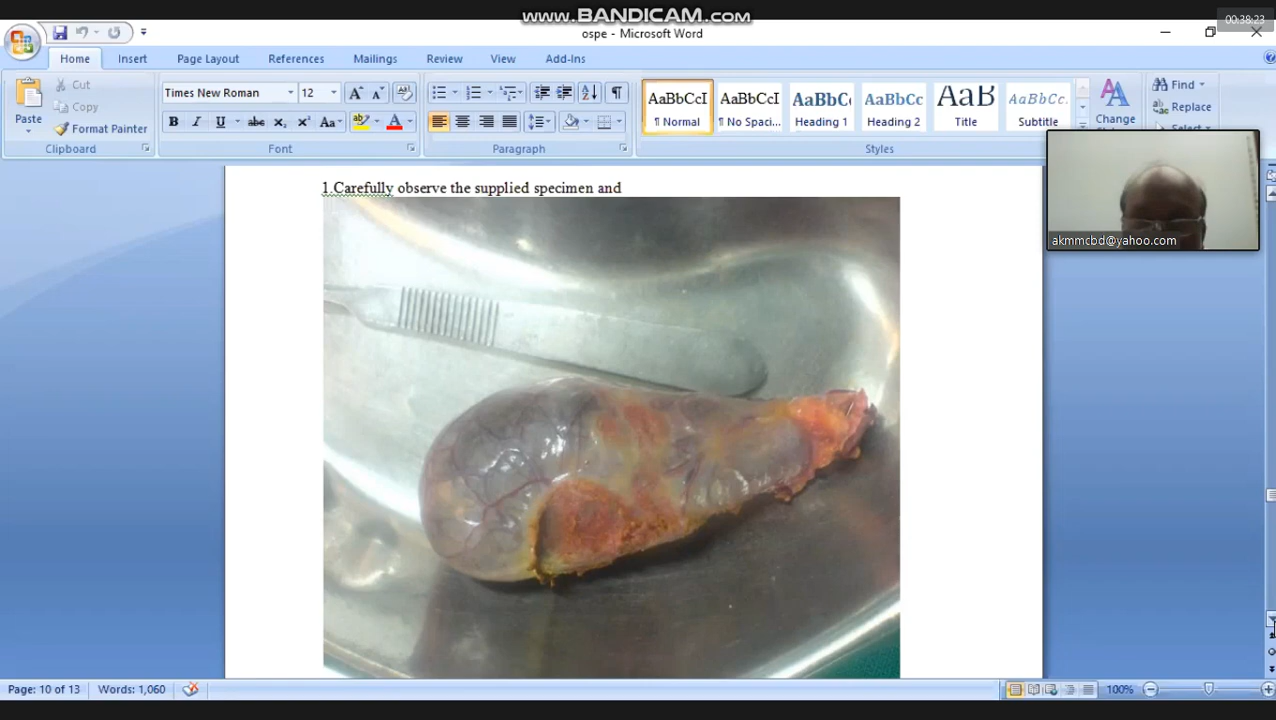 www.BANDICAM.com
00:38:23
ospe - Microsoft Word
Home Insert Page Layout References Mailings Review View Add-Ins
Paste
Cut
Copy
Format Painter
Clipboard
Times New Roman 12
Font
Paragraph
AaBbCcI AaBbCcI AaBbC AaBbCc AaB AaBbCc.
¶ Normal ¶ No Spaci... Heading 1 Heading 2 Title Subtitle
Change
Styles
Find
Replace
Select
akmmcbd@yahoo.com
1.Carefully observe the supplied specimen and
Page: 10 of 13 Words: 1,060 100%